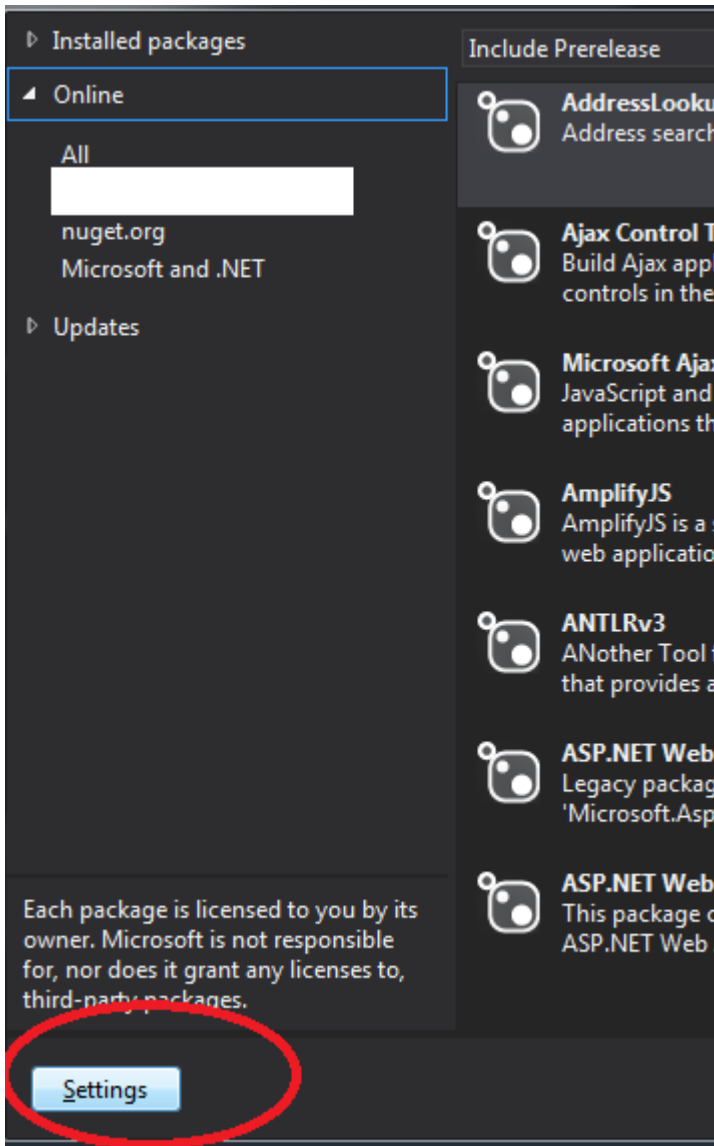 Installed packages
Online
All
nuget.org
Microsoft and .NET
Updates
Each package is licensed to you by its
owner. Microsoft is not responsible
for, nor does it grant any licenses to,
third-party packages.
Settings
Include Prerelease
AddressLooku
Address search
Ajax Control T
Build Ajax appl
controls in the
Microsoft Ajax
JavaScript and
applications th
AmplifyJS
AmplifyJS is a s
web applicatio
ANTLRv3
ANother Tool f
that provides a
ASP.NET Web
Legacy packag
'Microsoft.Asp
ASP.NET Web
This package c
ASP.NET Web